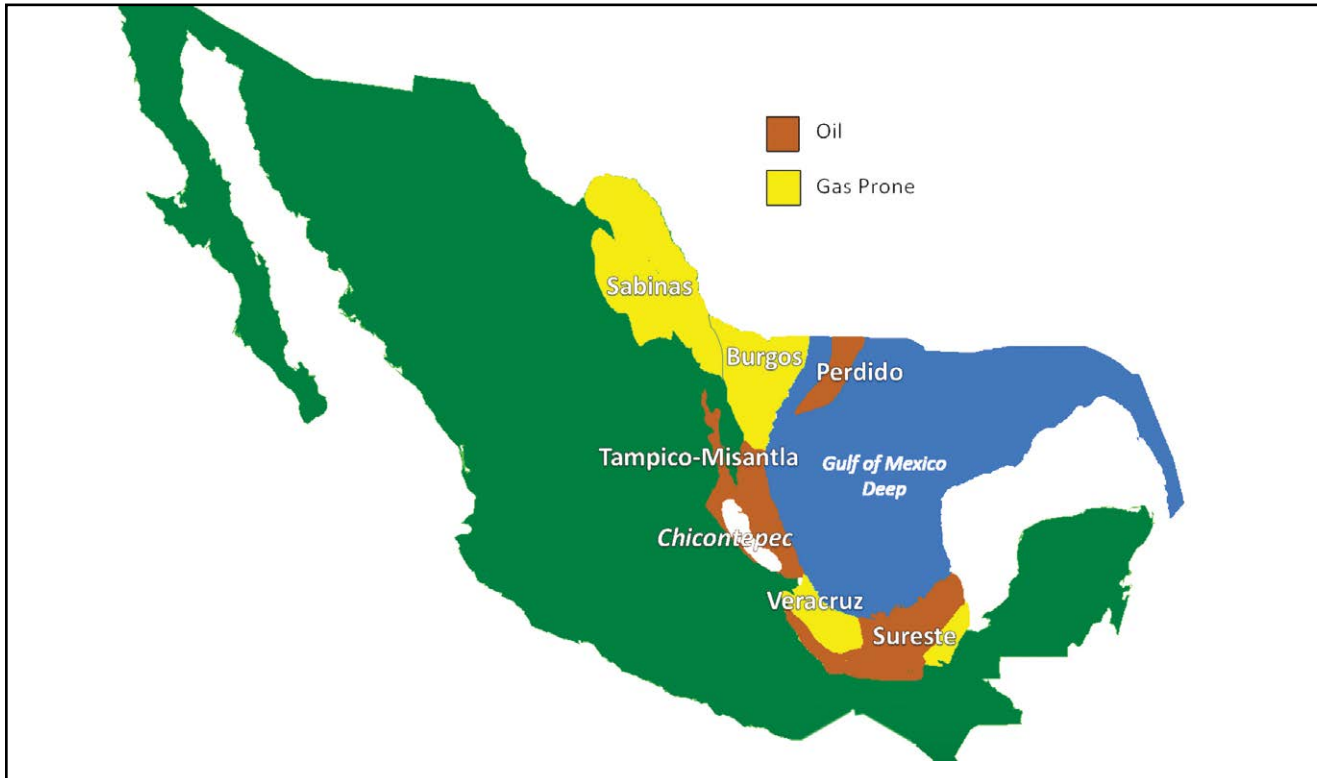 Oil
Gas Prone
Sabinas
Burgos
Perdido
Tampico-Misantla
Gulf of Mexico
Deep
Chicontepec
Veracruz
Sureste